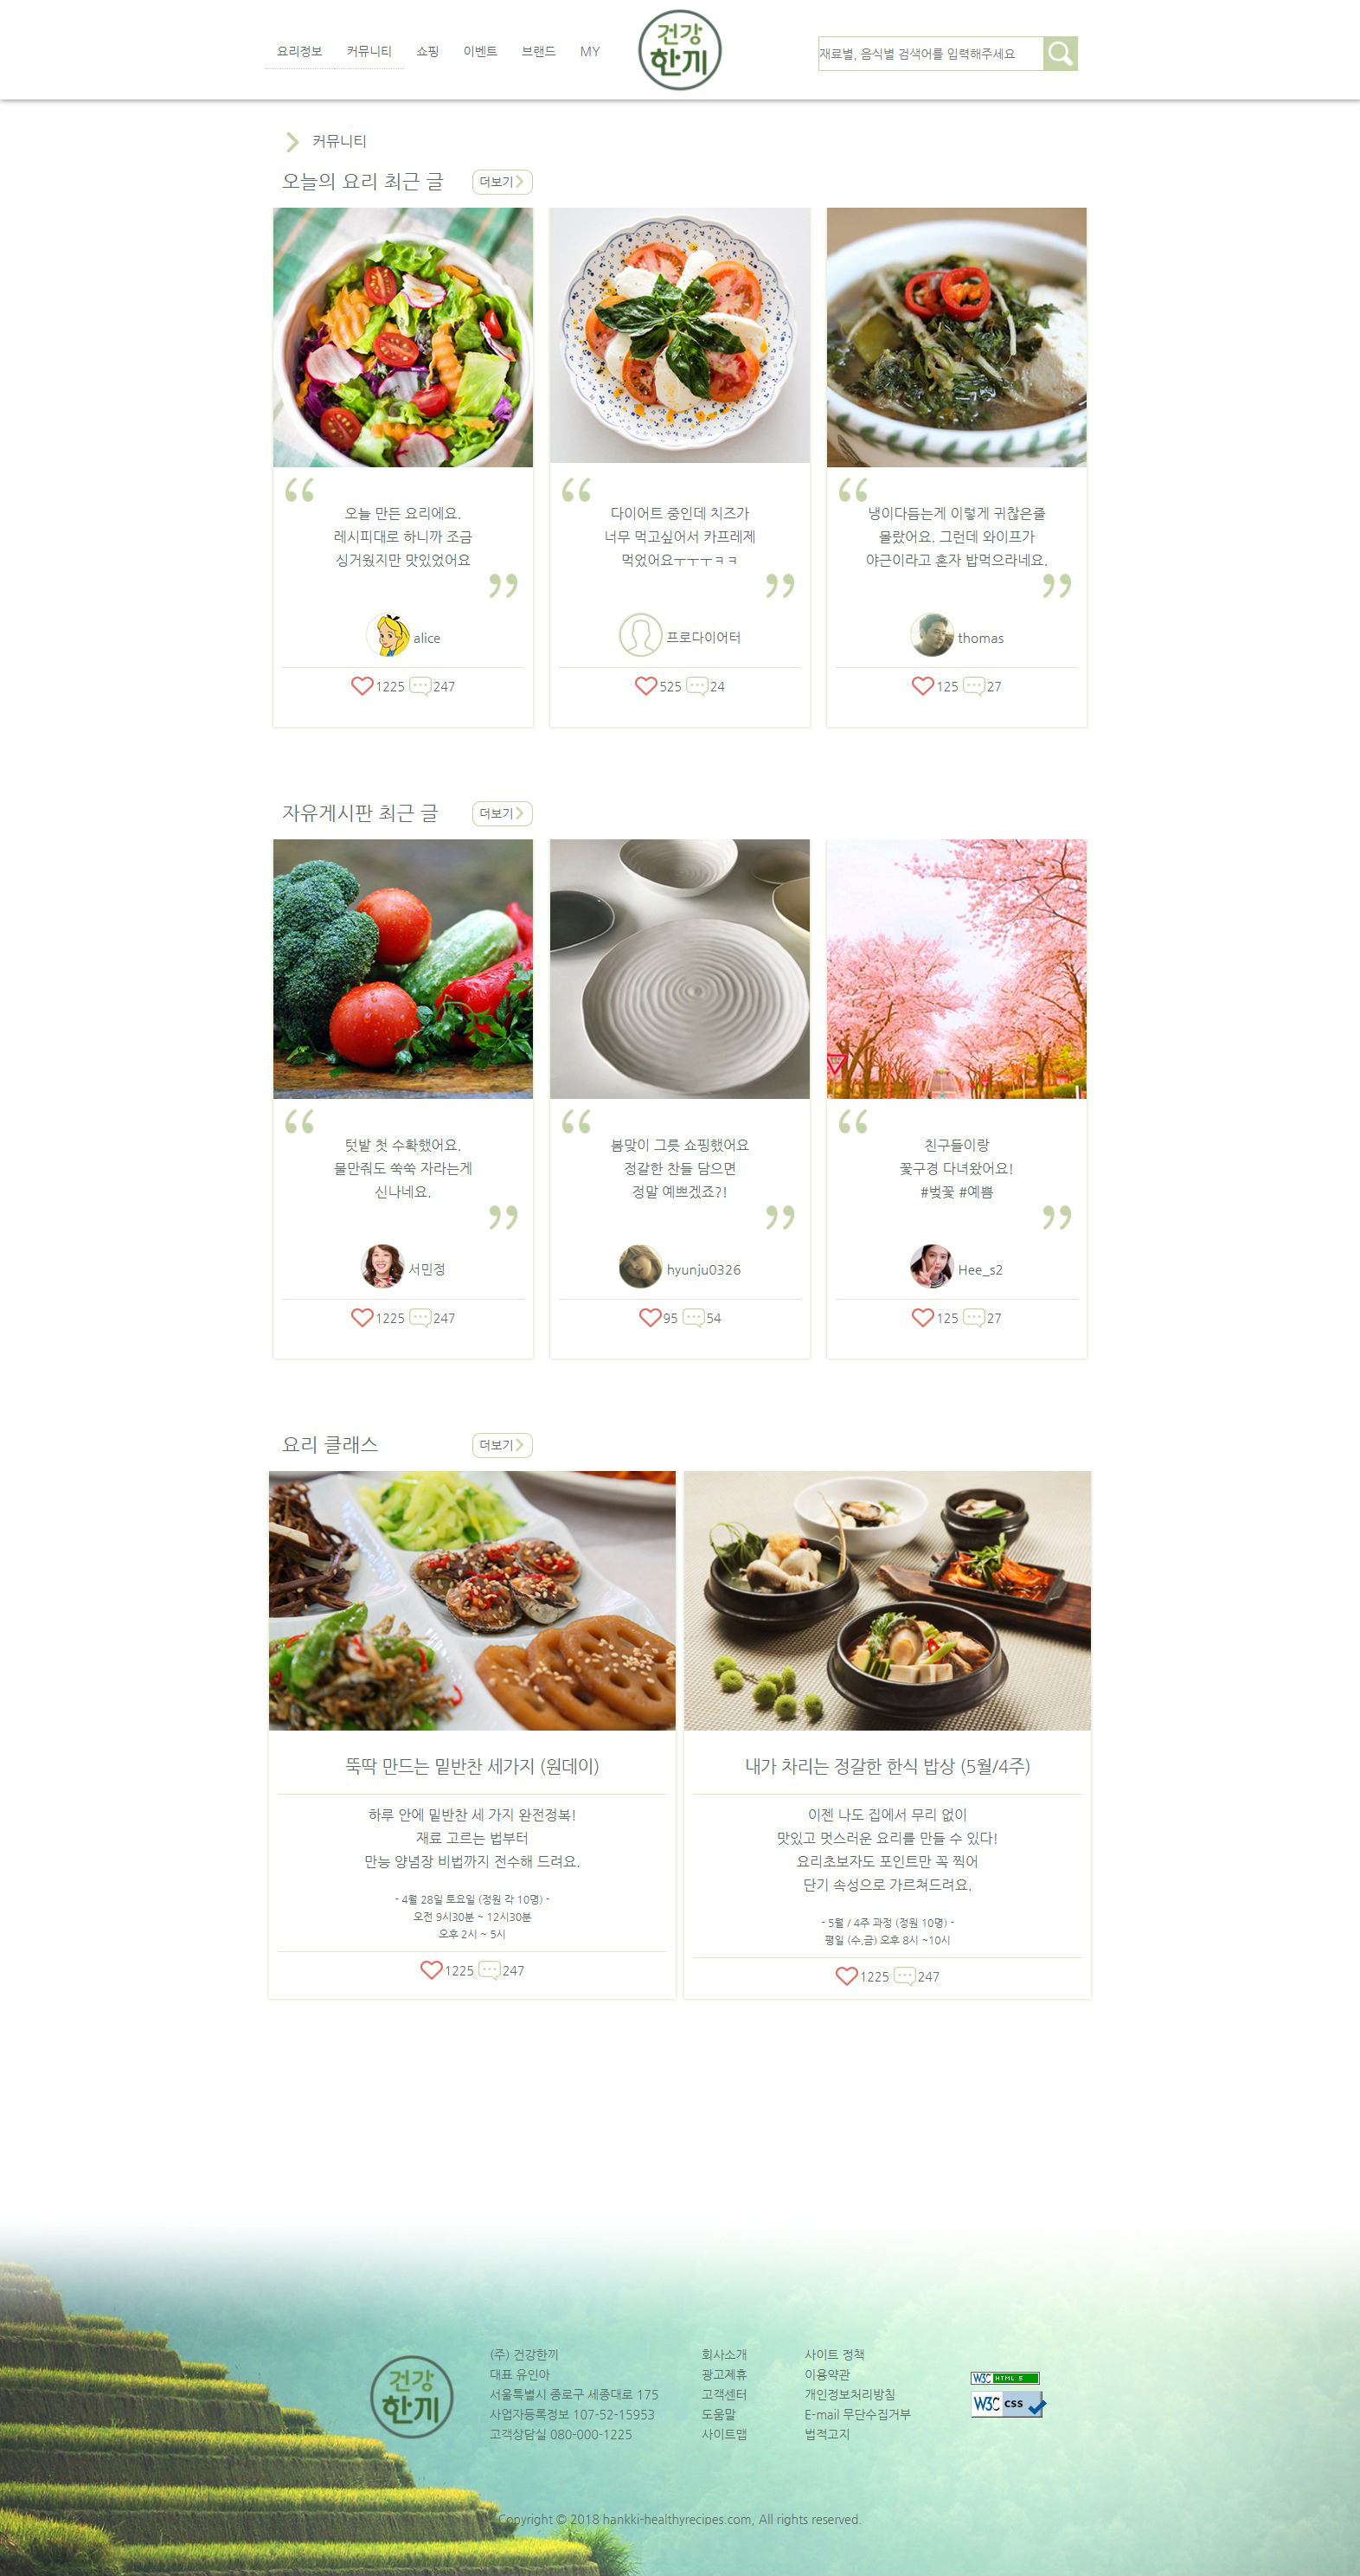 요리정보 커뮤니티 쇼핑 이벤트 브랜드 MY
건강
한끼
재료별, 음식별 검색어를 입력해주세요
커뮤니티
오늘의 요리 최근 글
더보기
오늘 만든 요리에요.
레시피대로 하니까 조금
싱거웠지만 맛있었어요
alice
1225 247
다이어트 중인데 치즈가
너무 먹고싶어서 카프레제
먹었어요ㅜㅜㅜㅋㅋ
프로다이어터
525 24
냉이다듬는게 이렇게 귀찮은줄
몰랐어요. 그런데 와이프가
야근이라고 혼자 밥먹으라네요.
thomas
125 27
자유게시판 최근 글
더보기
텃밭 첫 수확했어요.
물만줘도 쑥쑥 자라는게
신나네요.
서민정
1225 247
봄맞이 그릇 쇼핑했어요
정갈한 찬들 담으면
정말 예쁘겠죠?!
hyunju0326
95 54
친구들이랑
꽃구경 다녀왔어요!
#벚꽃 #예쁨
Hee_s2
125 27
요리 클래스
더보기
뚝딱 만드는 밑반찬 세가지 (원데이)
하루 안에 밑반찬 세 가지 완전정복!
재료 고르는 법부터
만능 양념장 비법까지 전수해 드려요.
- 4월 28일 토요일 (정원 각 10명) -
오전 9시30분 ~ 12시30분
오후 2시 ~ 5시
1225 247
내가 차리는 정갈한 한식 밥상 (5월/4주)
이젠 나도 집에서 무리 없이
맛있고 멋스러운 요리를 만들 수 있다!
요리초보자도 포인트만 꼭 찍어
단기 속성으로 가르쳐드려요.
- 5월 / 4주 과정 (정원 10명) -
평일 (수,금) 오후 8시 ~10시
1225 247
건강
한끼
(주) 건강한끼
대표 유인아
서울특별시 종로구 세종대로 175
사업자등록정보 107-52-15953
고객상담실 080-000-1225
회사소개
광고제휴
고객센터
도움말
사이트맵
사이트 정책
이용약관
개인정보처리방침
E-mail 무단수집거부
법적고지
W3C HTML 5
W3C css
Copyright © 2018 hankki-healthyrecipes.com, All rights reserved.